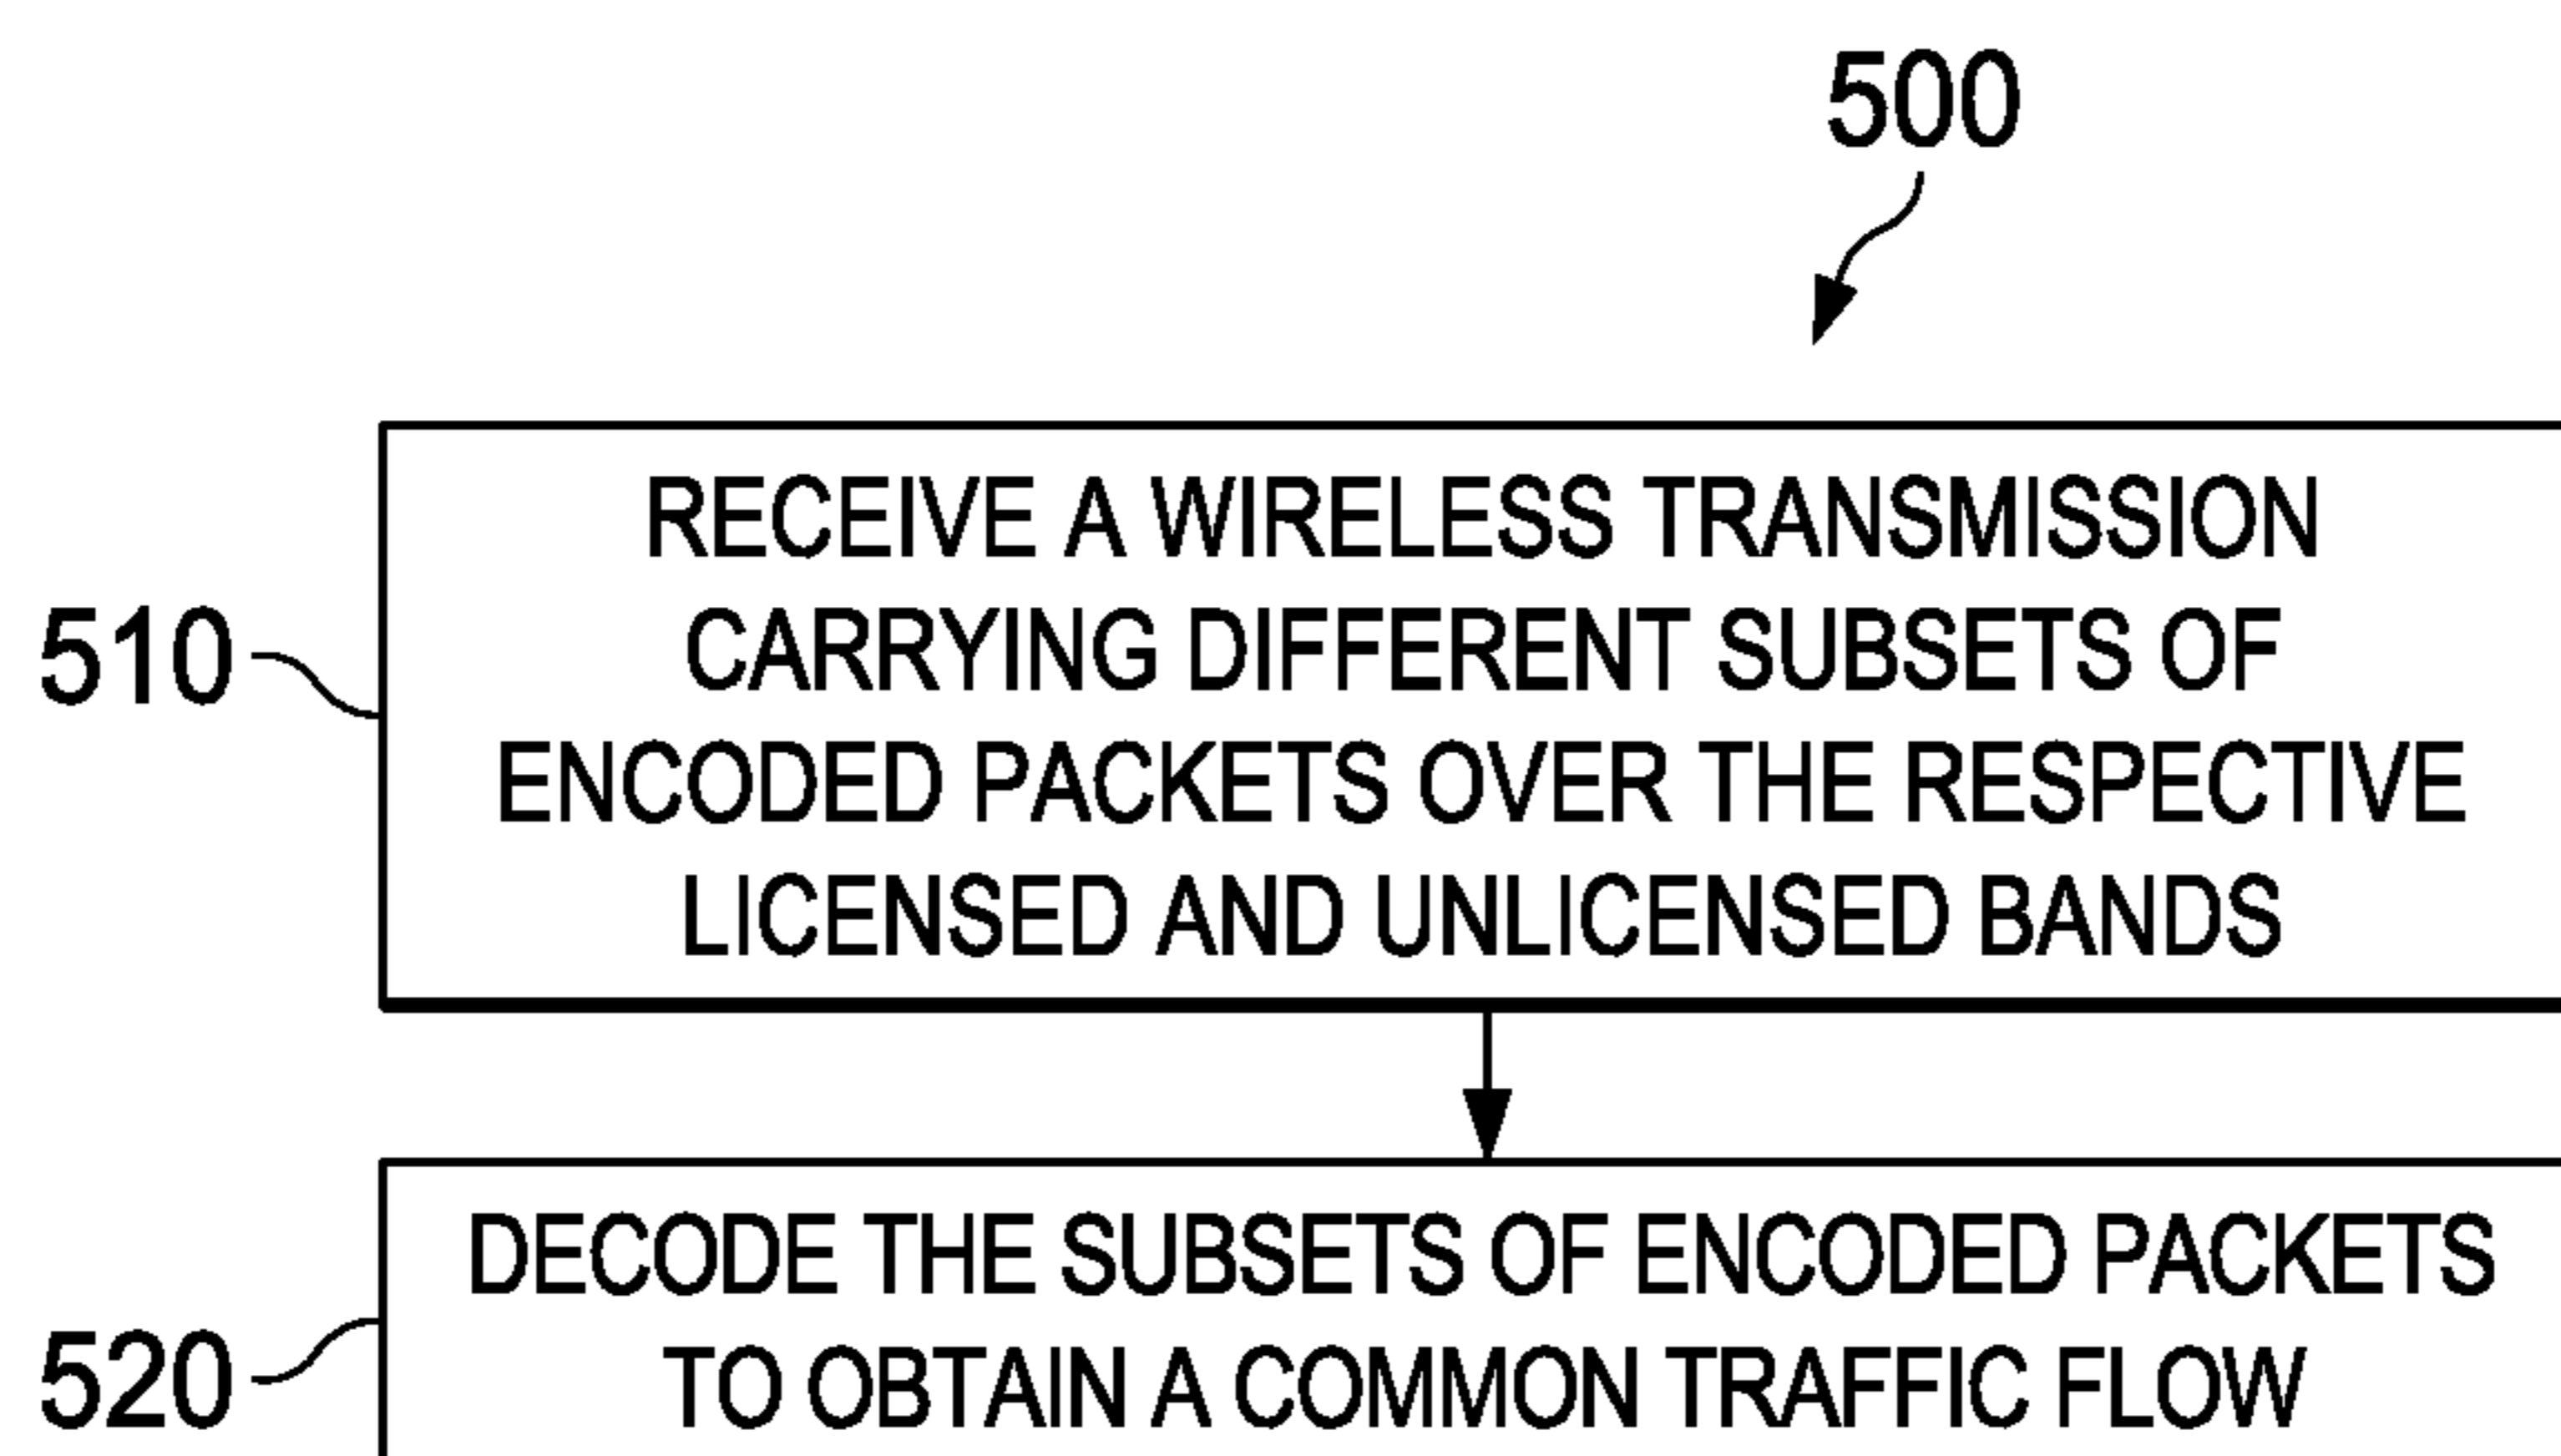 500
510
RECEIVE A WIRELESS TRANSMISSION
CARRYING DIFFERENT SUBSETS OF
ENCODED PACKETS OVER THE RESPECTIVE
LICENSED AND UNLICENSED BANDS
520
DECODE THE SUBSETS OF ENCODED PACKETS
TO OBTAIN A COMMON TRAFFIC FLOW